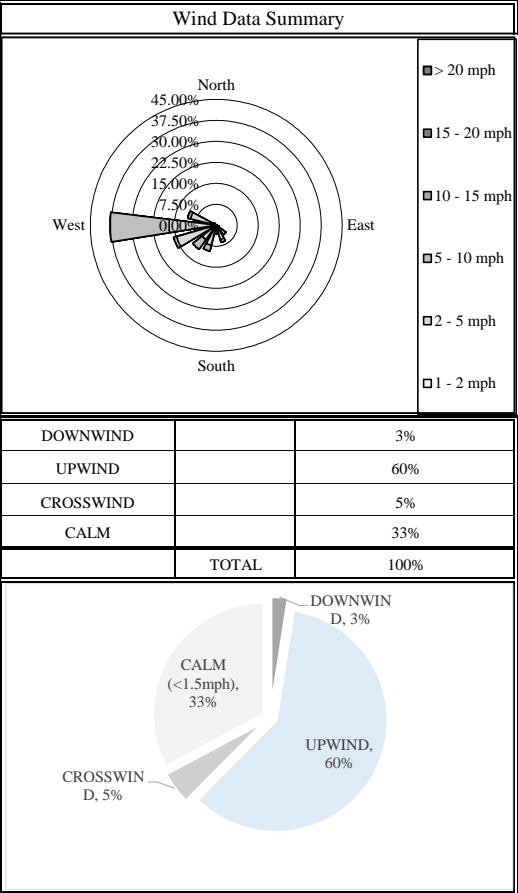 Wind Data Summary
North
45.00%
37.50%
30.00%
22.50%
15.00%
7.50%
0.00%
West
East
South
> 20 mph
15 - 20 mph
10 - 15 mph
5 - 10 mph
2 - 5 mph
1 - 2 mph
DOWNWIND 3%
UPWIND 60%
CROSSWIND 5%
CALM 33%
TOTAL 100%
DOWNWIN
D, 3%
CALM
(<1.5mph),
33%
UPWIND,
60%
CROSSWIN
D, 5%